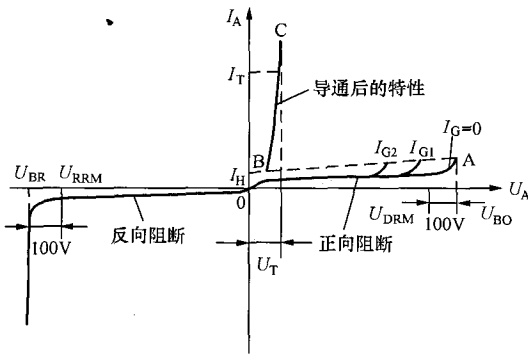 I_A
C
I_T
导通后的特性
I_G=0
B
I_G2
I_G1
A
U_BR
U_RRM
I_H
0
U_A
反向阻断
正向阻断
U_DRM
U_BO
100V
100V
U_T